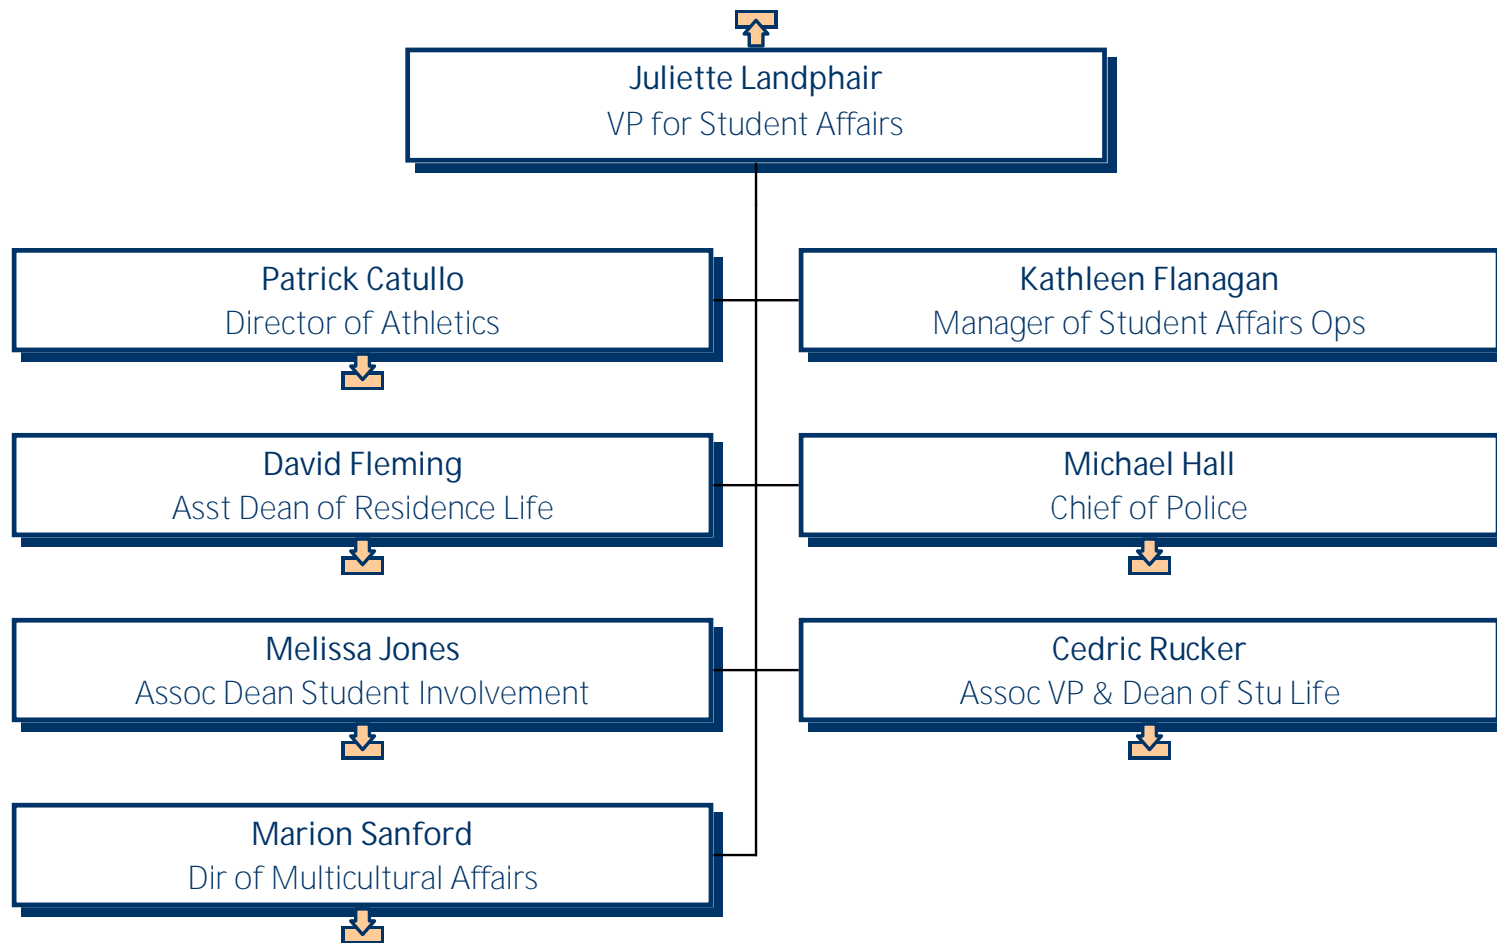 Juliette Landphair
VP for Student Affairs
Patrick Catullo
Director of Athletics
Kathleen Flanagan
Manager of Student Affairs Ops
David Fleming
Asst Dean of Residence Life
Michael Hall
Chief of Police
Melissa Jones
Assoc Dean Student Involvement
Cedric Rucker
Assoc VP & Dean of Stu Life
Marion Sanford
Dir of Multicultural Affairs